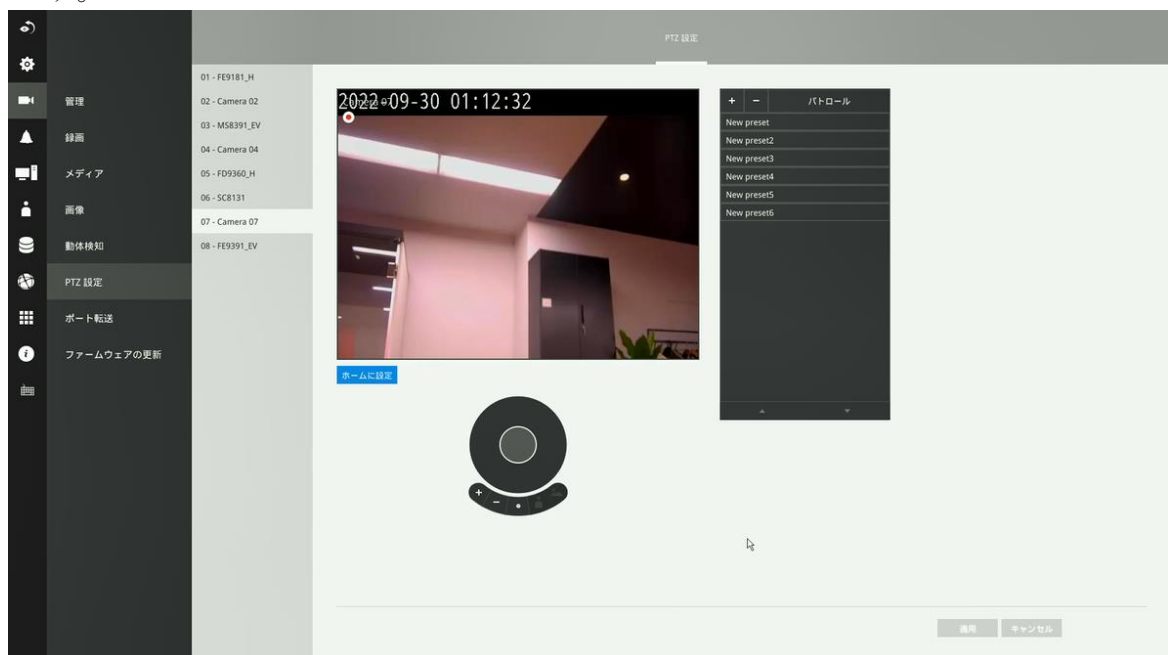 PTZ 設定
管理
録画
メディア
画像
動体検知
PTZ 設定
ポート転送
ファームウェアの更新
01 - FE9181_H
02 - Camera 02
03 - MS8391_EV
04 - Camera 04
05 - FD9360_H
06 - SC8131
07 - Camera 07
08 - FE9391_EV
2022-09-30 01:12:32
Camera 07
ホームに設定
+ - パトロール
New preset
New preset2
New preset3
New preset4
New preset5
New preset6
適用 キャンセル